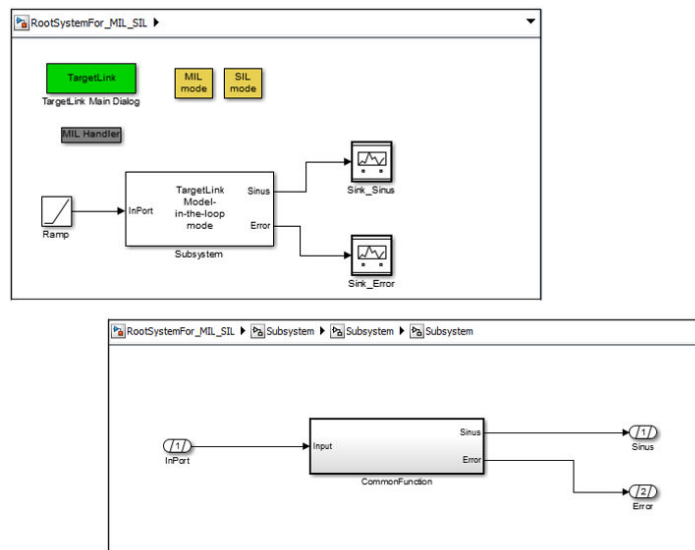 RootSystemFor_MIL_SIL
TargetLink
TargetLink Main Dialog
MIL
mode
SIL
mode
MIL Handler
Ramp
InPort
TargetLink
Model-
in-the-loop
mode
Sinus
Error
Subsystem
Sink_Sinus
Sink_Error
RootSystemFor_MIL_SIL Subsystem Subsystem Subsystem
/1/
InPort
Input
Sinus
Error
CommonFunction
/1/
Sinus
/2/
Error